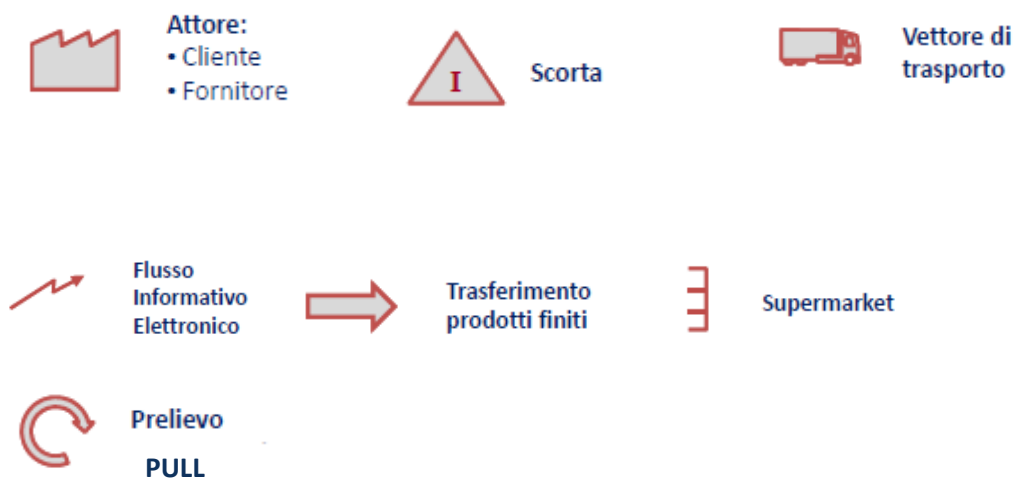 Attore:
• Cliente
• Fornitore
I
Scorta
Vettore di
trasporto
Flusso
Informativo
Elettronico
Trasferimento
prodotti finiti
Supermarket
Prelievo
PULL